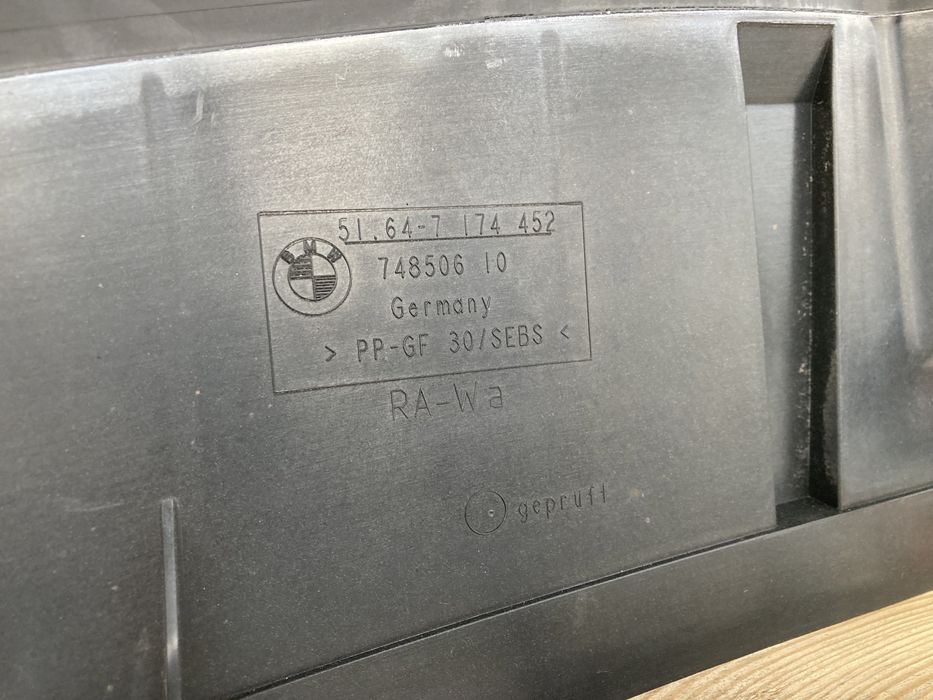 51.64-7 174 452
BMW
748506 10
Germany
> PP-GF 30/SEBS <
RA-Wa
geprüft